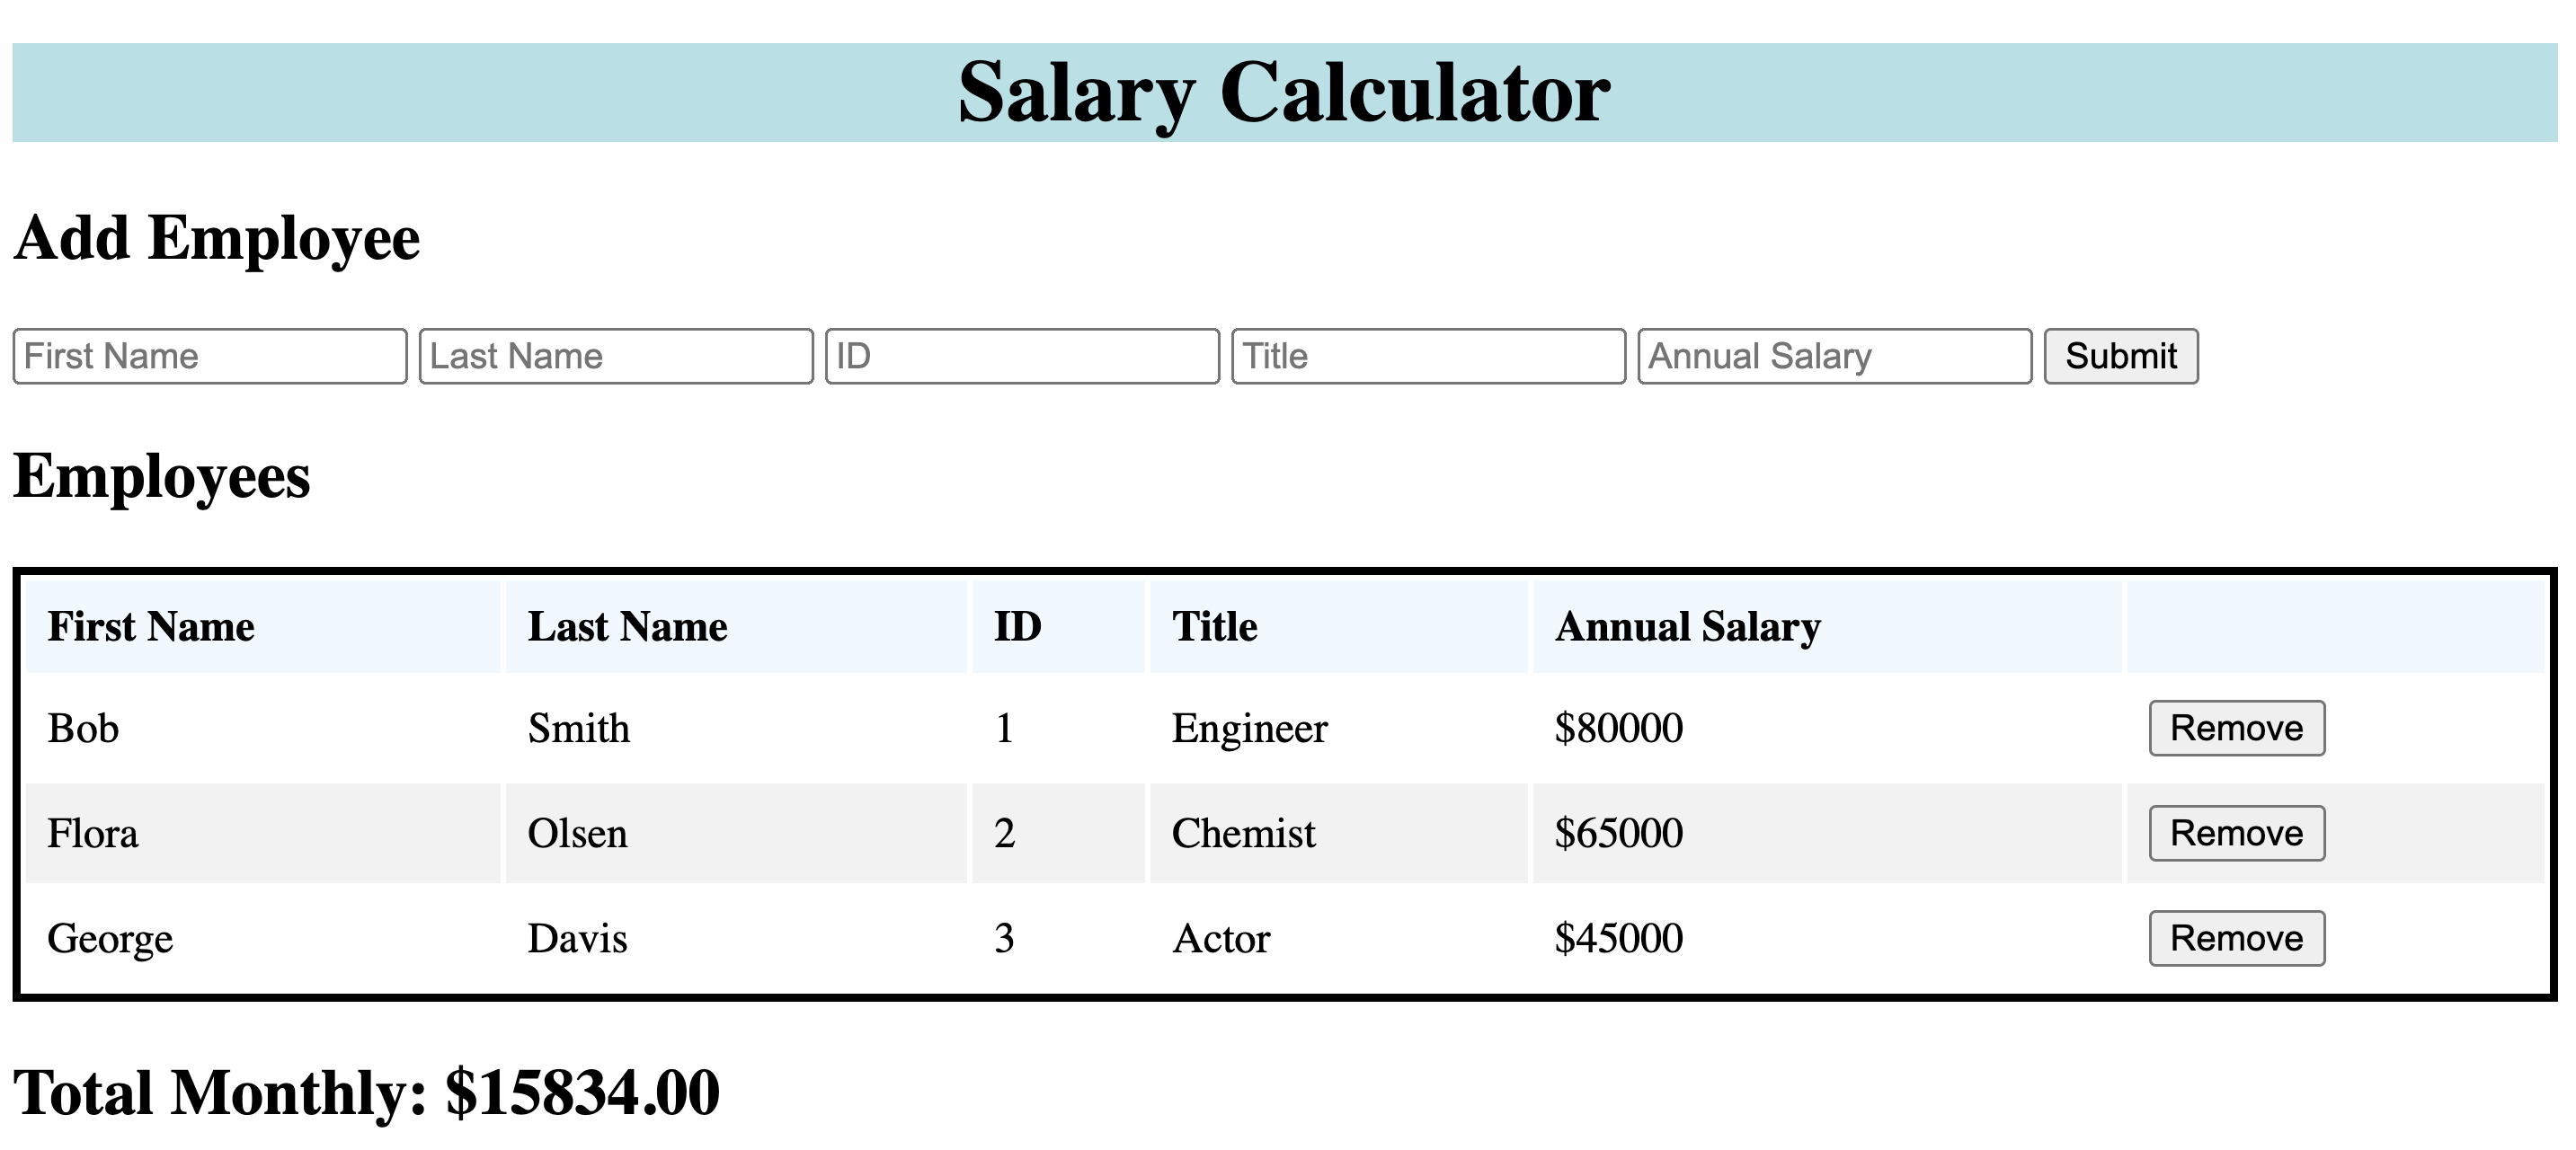 Salary Calculator
Add Employee
First Name Last Name ID Title Annual Salary Submit
Employees
First Name Last Name ID Title Annual Salary
Bob Smith 1 Engineer $80000 Remove
Flora Olsen 2 Chemist $65000 Remove
George Davis 3 Actor $45000 Remove
Total Monthly: $15834.00